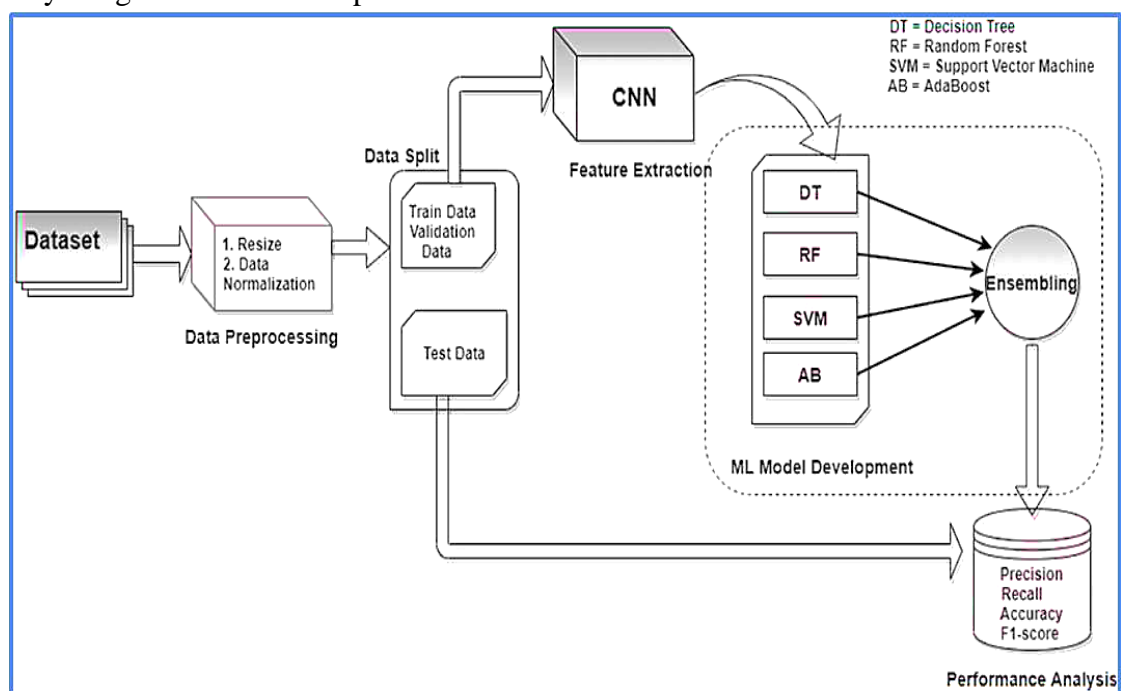 DT = Decision Tree
RF = Random Forest
SVM = Support Vector Machine
AB = AdaBoost
CNN
Feature Extraction
Data Split
Train Data
Validation
Data
Test Data
Dataset
1. Resize
2. Data
Normalization
Data Preprocessing
DT
RF
SVM
AB
Ensembling
ML Model Development
Precision
Recall
Accuracy
F1-score
Performance Analysis